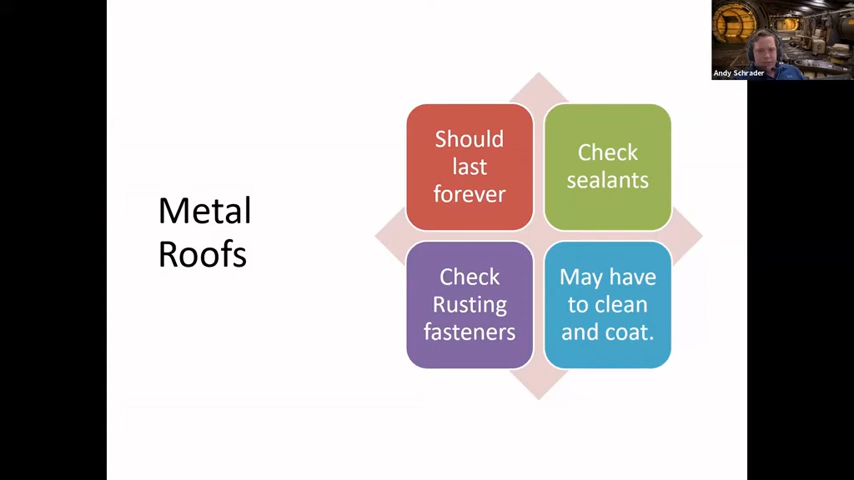 Andy Schrader
Metal
Roofs
Should
last
forever
Check
sealants
Check
Rusting
fasteners
May have
to clean
and coat.